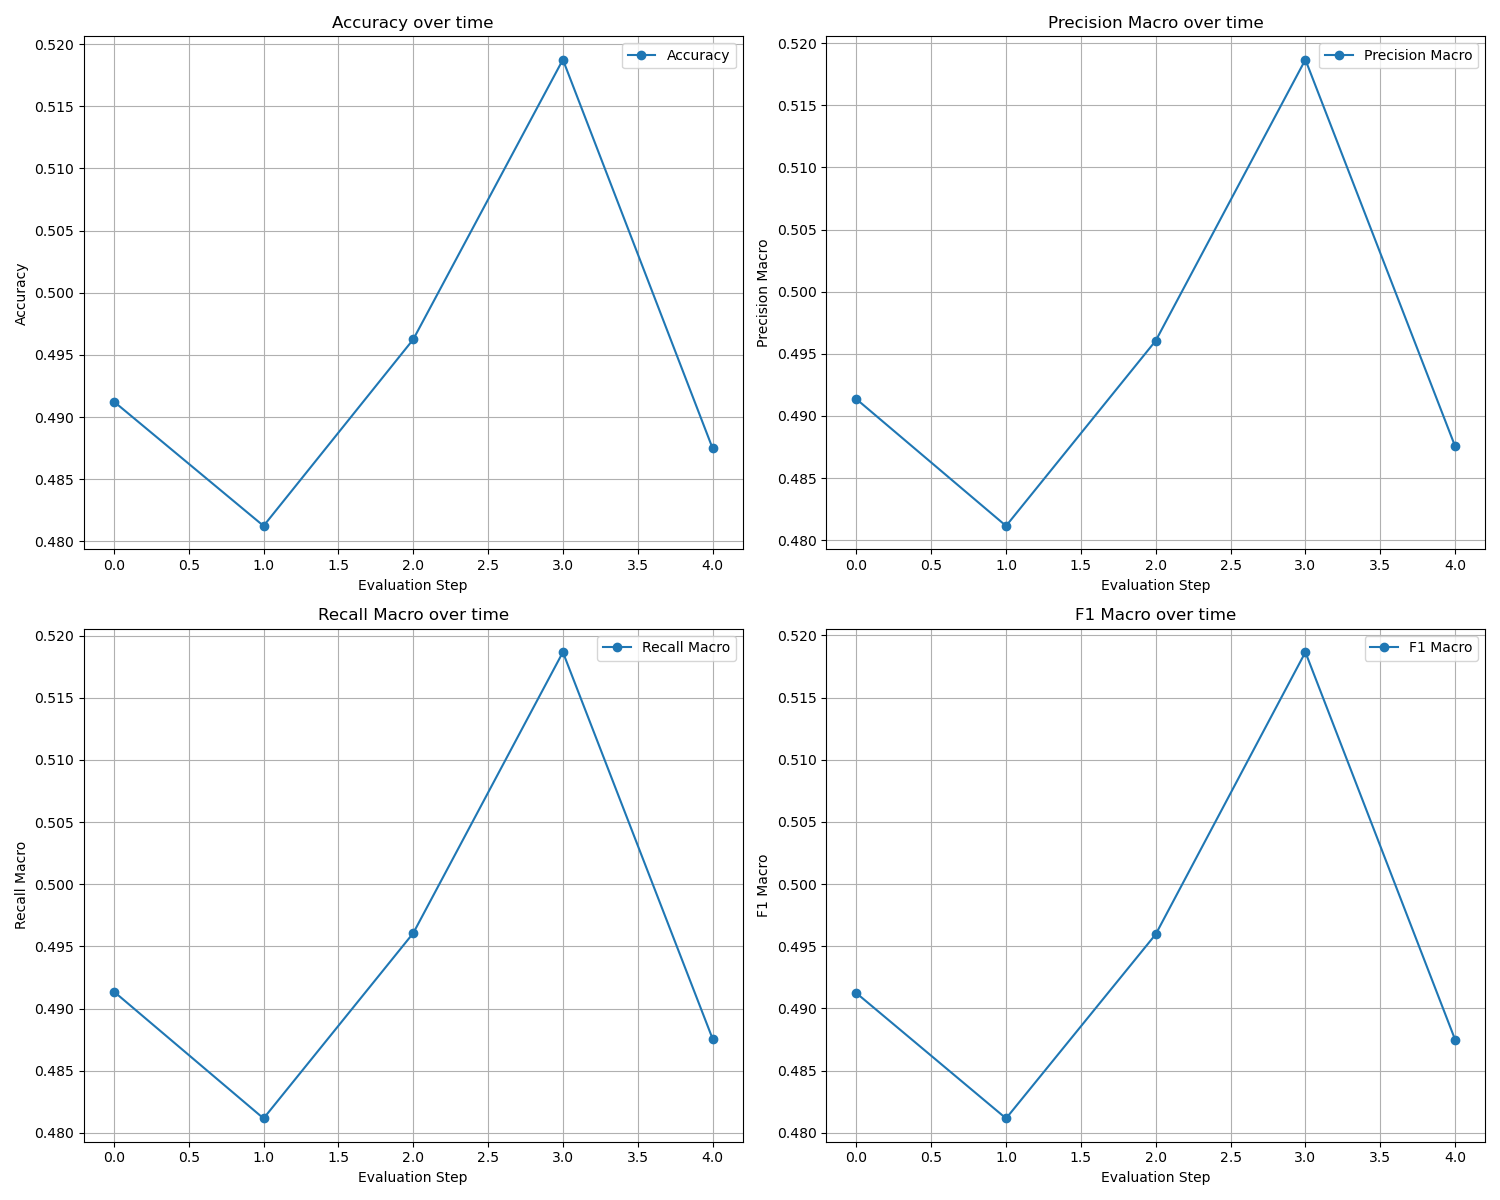 Accuracy over time
Accuracy
0.520
0.515
0.510
0.505
0.500
0.495
0.490
0.485
0.480
Accuracy
0.0 0.5 1.0 1.5 2.0 2.5 3.0 3.5 4.0
Evaluation Step
Precision Macro over time
Precision Macro
0.520
0.515
0.510
0.505
0.500
0.495
0.490
0.485
0.480
Precision Macro
0.0 0.5 1.0 1.5 2.0 2.5 3.0 3.5 4.0
Evaluation Step
Recall Macro over time
Recall Macro
0.520
0.515
0.510
0.505
0.500
0.495
0.490
0.485
0.480
Recall Macro
0.0 0.5 1.0 1.5 2.0 2.5 3.0 3.5 4.0
Evaluation Step
F1 Macro over time
F1 Macro
0.520
0.515
0.510
0.505
0.500
0.495
0.490
0.485
0.480
F1 Macro
0.0 0.5 1.0 1.5 2.0 2.5 3.0 3.5 4.0
Evaluation Step